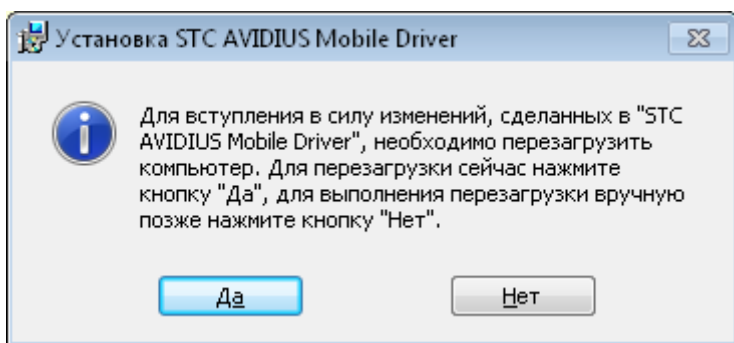 Установка STC AVIDIUS Mobile Driver
Для вступления в силу изменений, сделанных в "STC
AVIDIUS Mobile Driver", необходимо перезагрузить
компьютер. Для перезагрузки сейчас нажмите
кнопку "Да", для выполнения перезагрузки вручную
позже нажмите кнопку "Нет".
Да
Нет